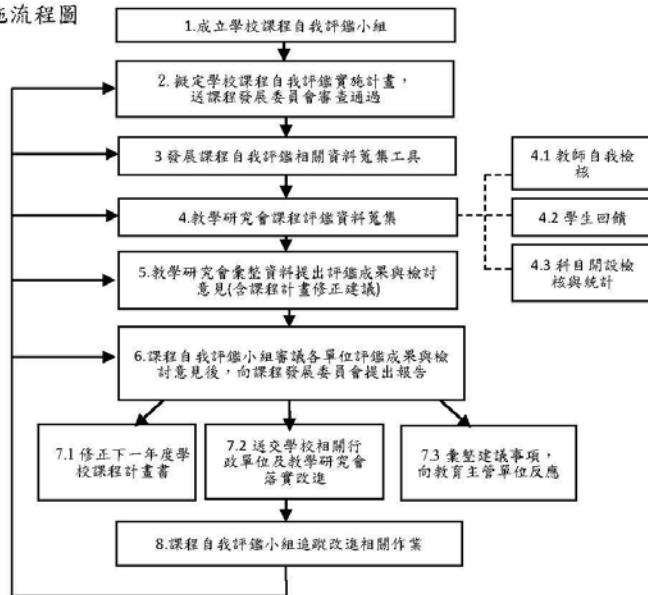 施流程圖
1.成立學校課程自我評鑑小組
2. 擬定學校課程自我評鑑實施計畫，
送課程發展委員會審查通過
3 發展課程自我評鑑相關資料蒐集工具
4.教學研究會課程評鑑資料蒐集
4.1 教師自我檢
核
4.2 學生回饋
4.3 科目開設檢
核與統計
5.教學研究會彙整資料提出評鑑成果與檢討
意見(含課程計畫修正建議)
6.課程自我評鑑小組審議各單位評鑑成果與檢
討意見後，向課程發展委員會提出報告
7.1 修正下一年度學
校課程計畫書
7.2 送交學校相關行
政單位及教學研究會
落實改進
7.3 彙整建議事項，
向教育主管單位反應
8.課程自我評鑑小組追蹤改進相關作業